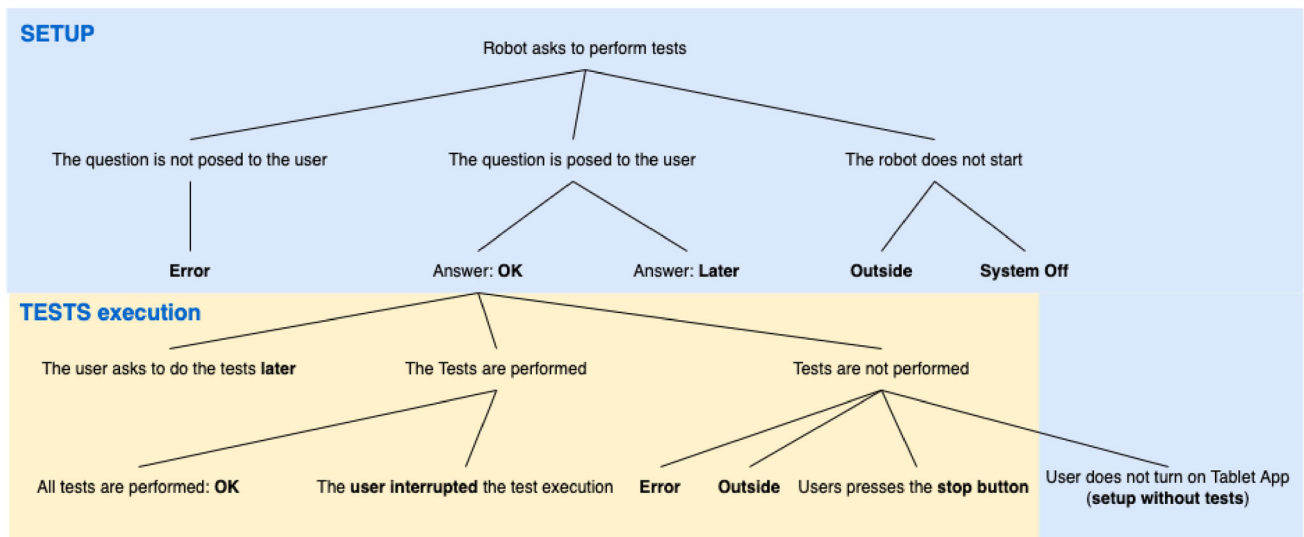 SETUP
Robot asks to perform tests
The question is not posed to the user
The question is posed to the user
The robot does not start
Error
Answer: OK
Answer: Later
Outside
System Off
TESTS execution
The user asks to do the tests later
The Tests are performed
Tests are not performed
All tests are performed: OK
The user interrupted the test execution
Error
Outside
Users presses the stop button
User does not turn on Tablet App
(setup without tests)